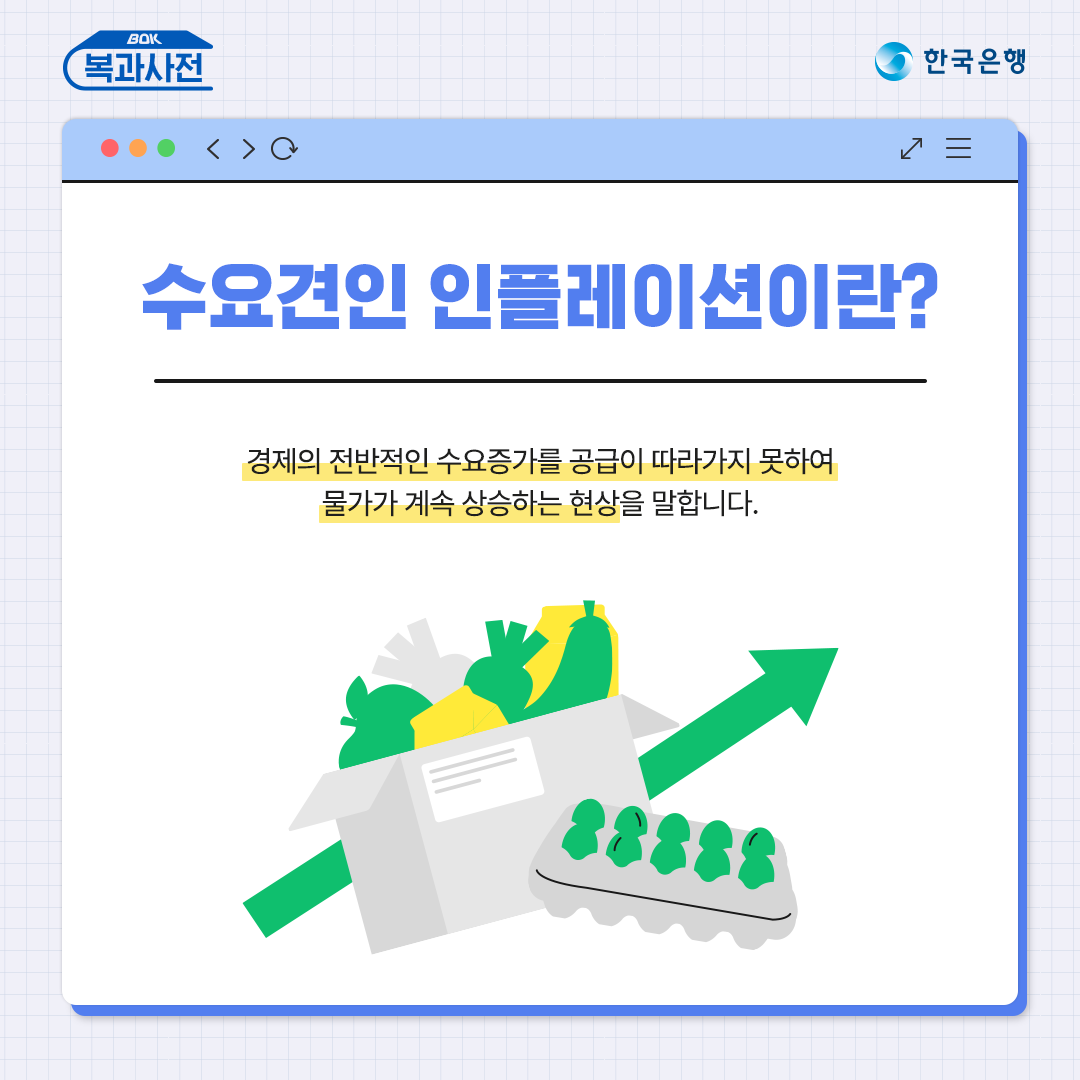 BOK
복과사전
한국은행
수요견인 인플레이션이란?
경제의 전반적인 수요증가를 공급이 따라가지 못하여
물가가 계속 상승하는 현상을 말합니다.